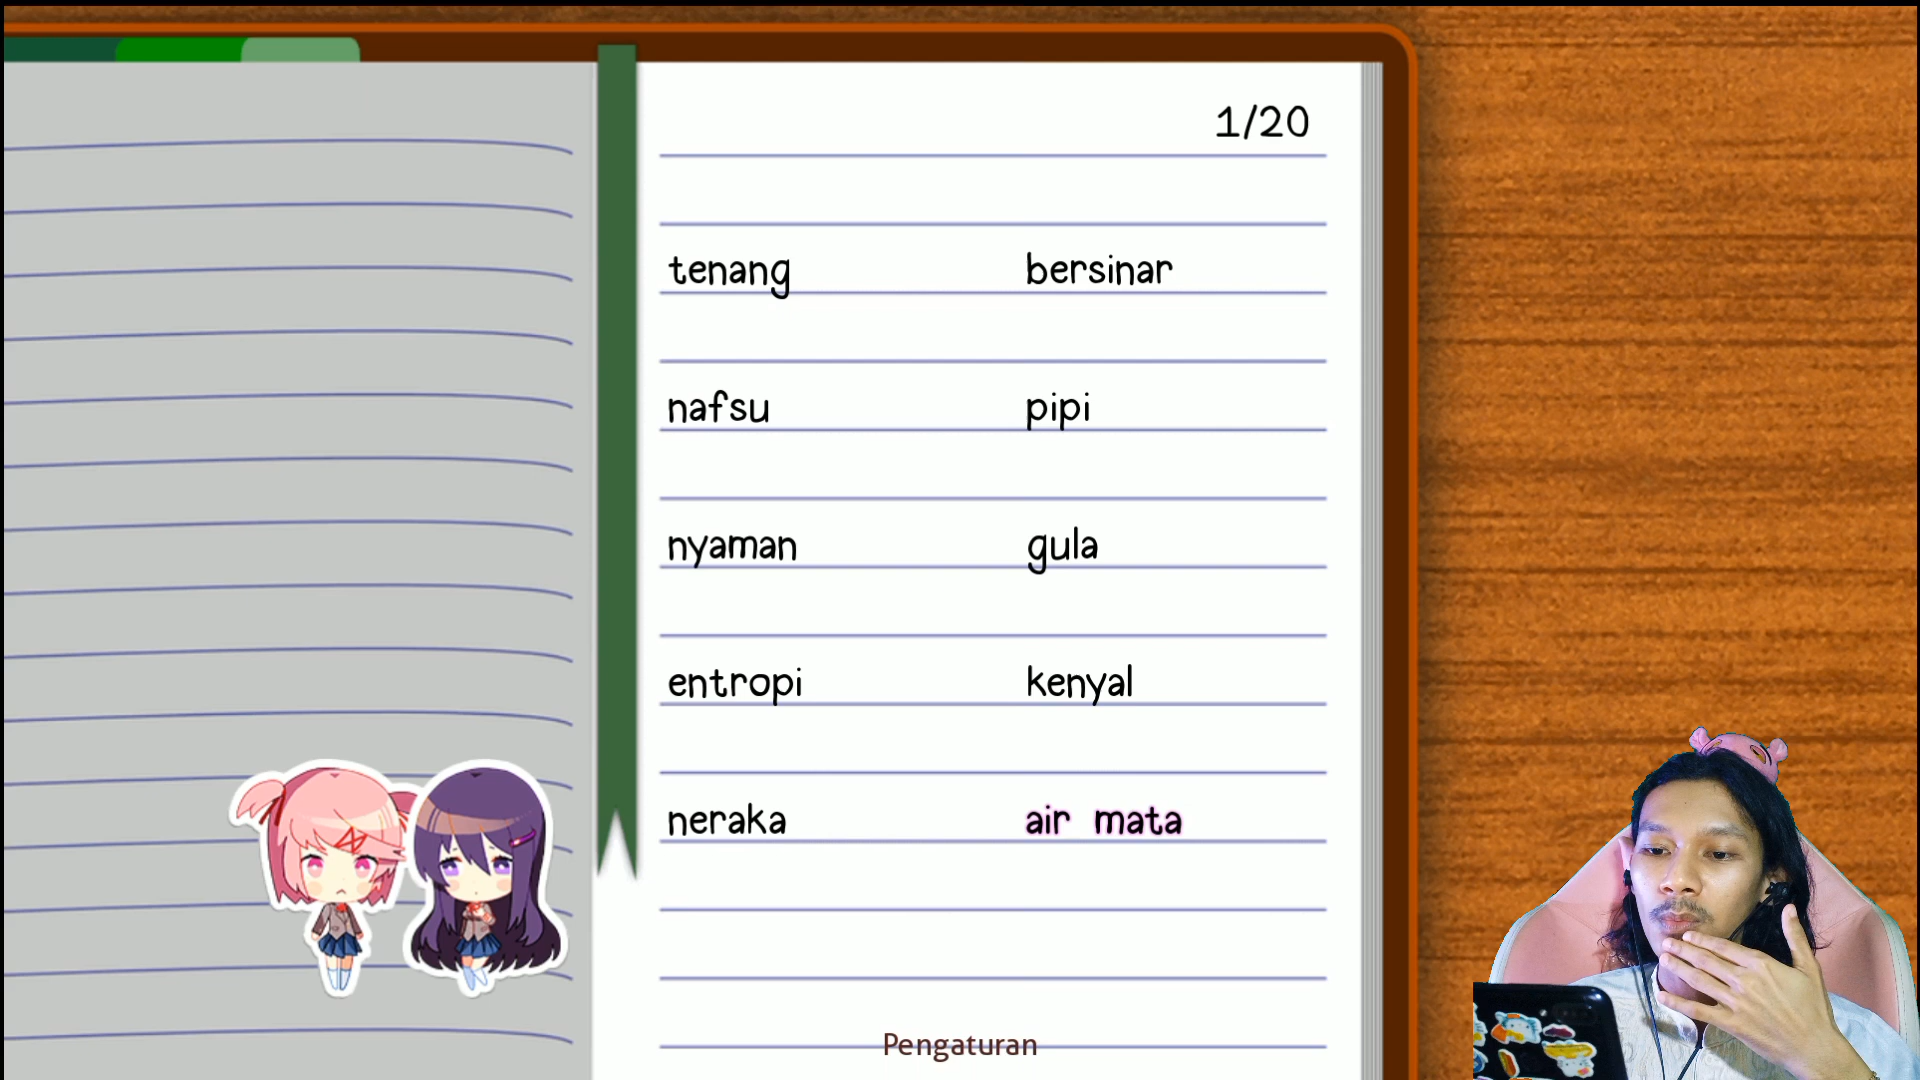 1/20
tenang bersinar
nafsu pipi
nyaman gula
entropi kenyal
neraka air mata
Pengaturan